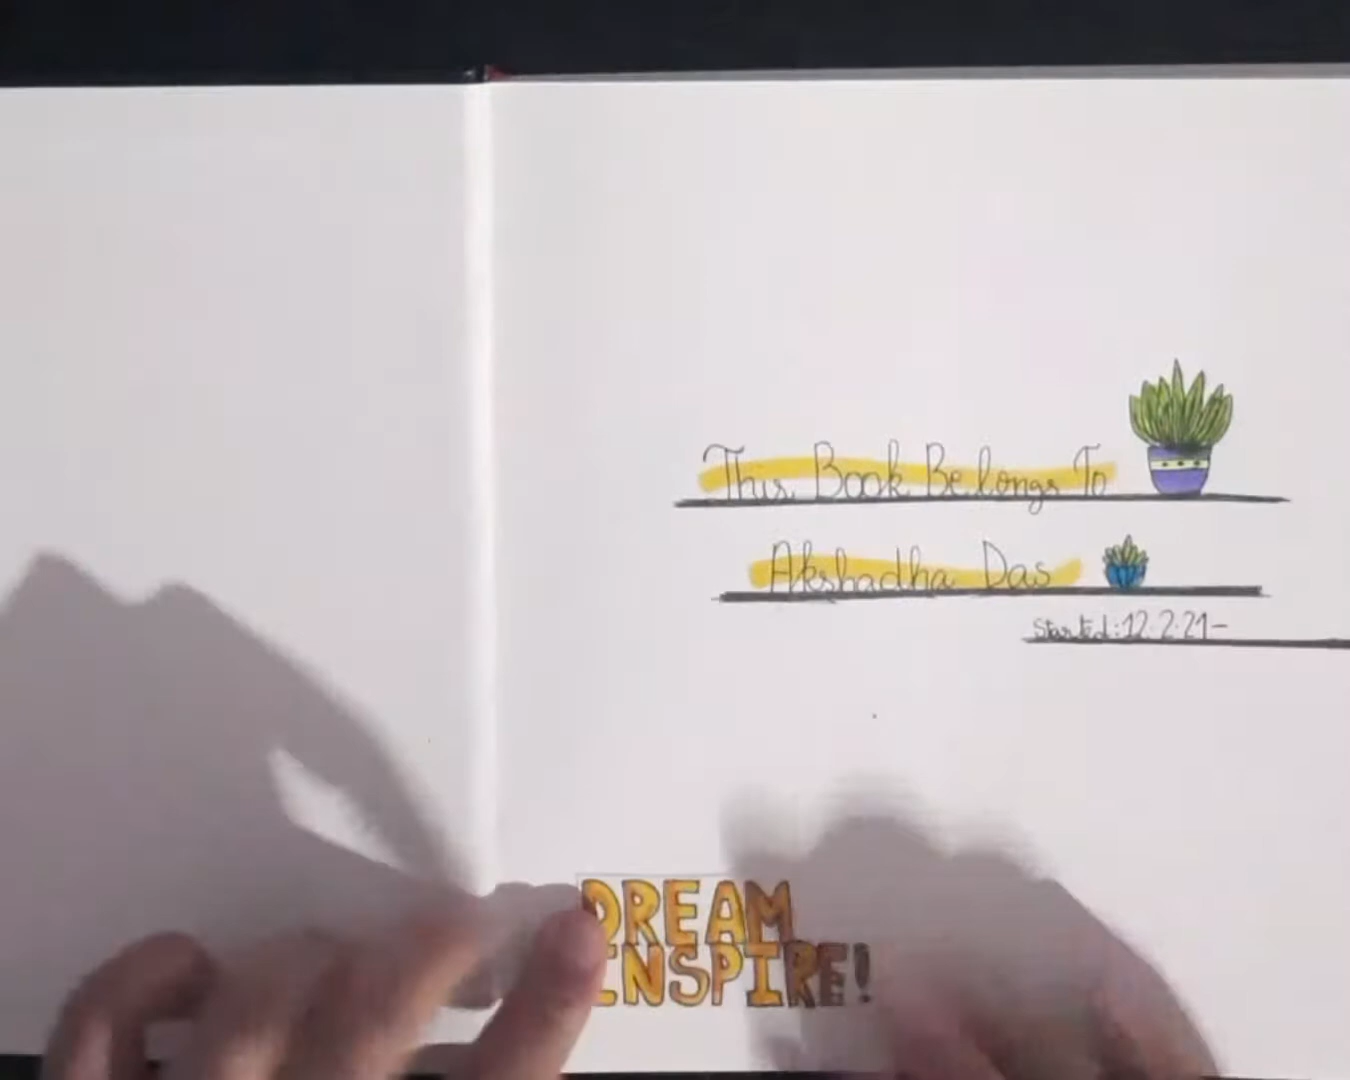 This Book Belongs To
Akshadha Das
Started:12.2.21-
DREAM
INSPIRE!